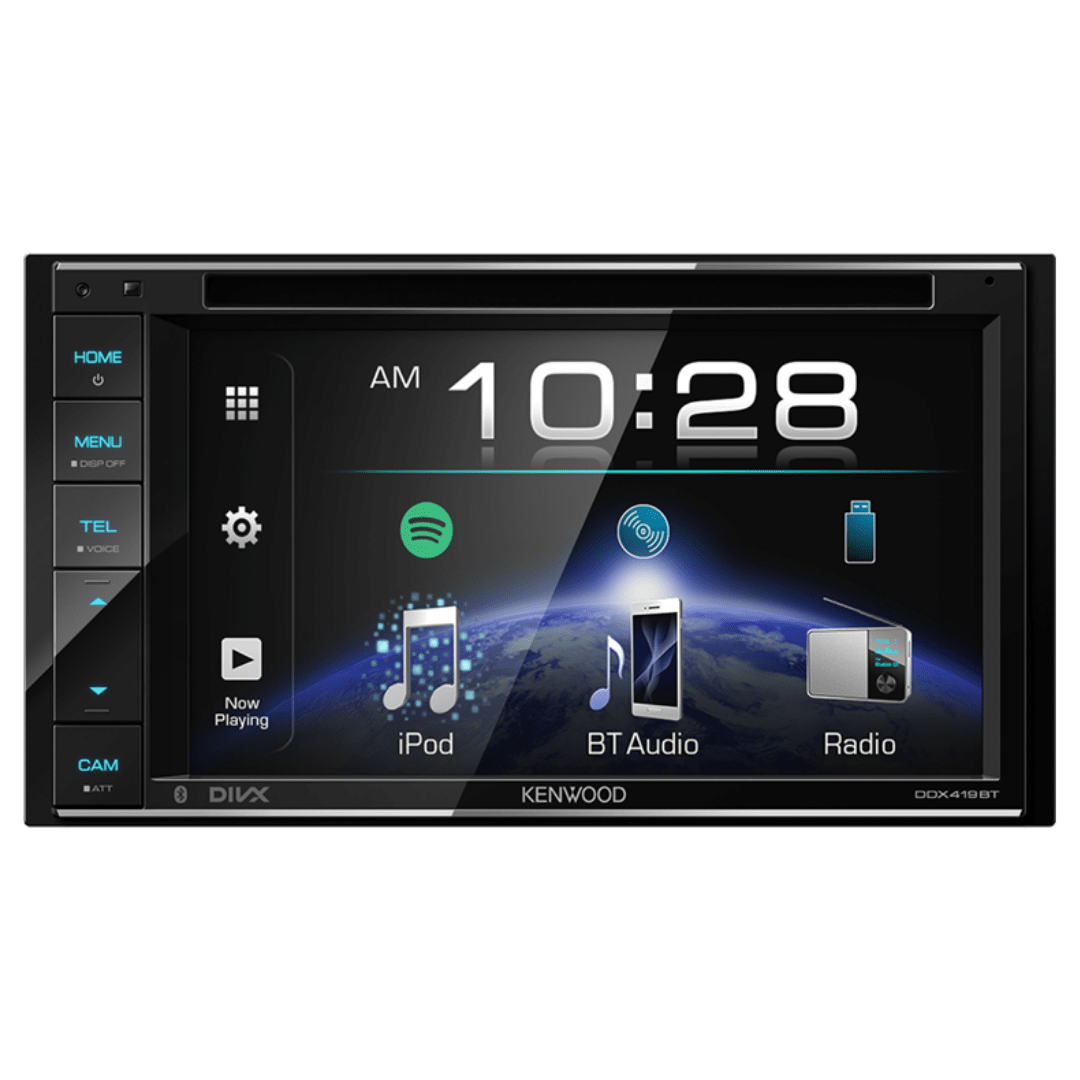 HOME
MENU
DISP OFF
TEL
VOICE
CAM
ATT
AM 10:28
Now
Playing
iPod
BT Audio
Radio
DIVX
KENWOOD
DDX419BT